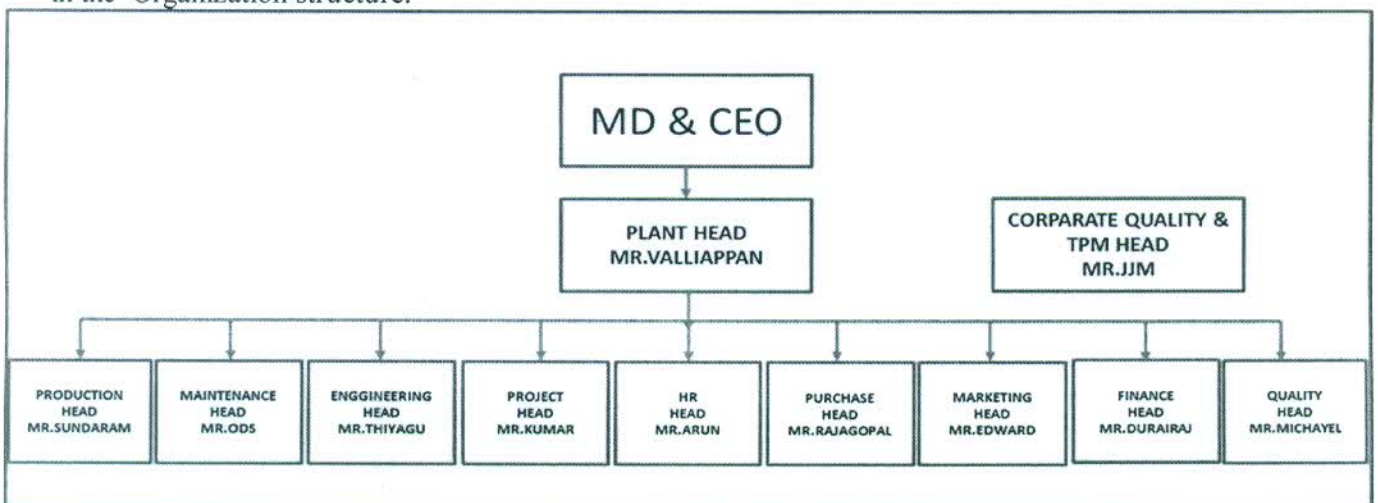 in the Organization structure.
MD & CEO
PLANT HEAD
MR.VALLIAPPAN
CORPARATE QUALITY &
TPM HEAD
MR.JJM
PRODUCTION
HEAD
MR.SUNDARAM
MAINTENANCE
HEAD
MR.ODS
ENGGINEERING
HEAD
MR.THIYAGU
PROJECT
HEAD
MR.KUMAR
HR
HEAD
MR.ARUN
PURCHASE
HEAD
MR.RAJAGOPAL
MARKETING
HEAD
MR.EDWARD
FINANCE
HEAD
MR.DURAIRAJ
QUALITY
HEAD
MR.MICHAYEL